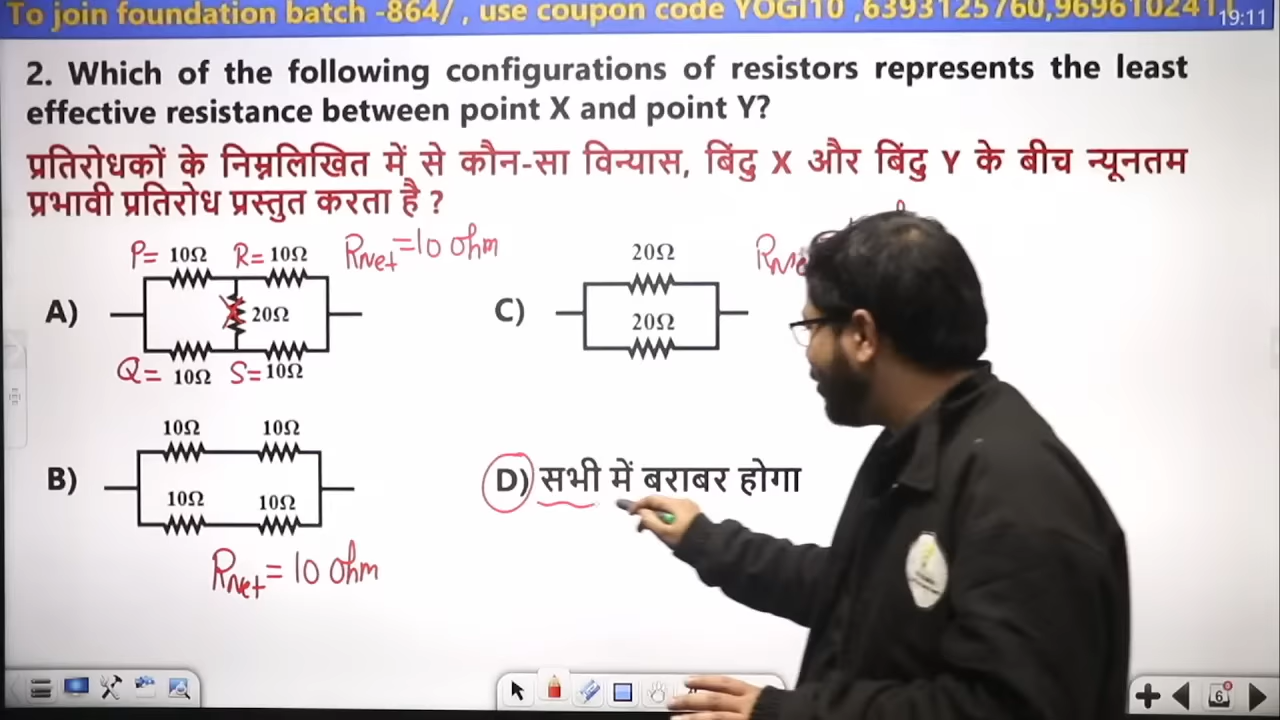 To join foundation batch -864/ , use coupon code YOGI10 ,6393125760,9696102411
19:11
2. Which of the following configurations of resistors represents the least
effective resistance between point X and point Y?
प्रतिरोधकों के निम्नलिखित में से कौन-सा विन्यास, बिंदु X और बिंदु Y के बीच न्यूनतम
प्रभावी प्रतिरोध प्रस्तुत करता है ?
A)
P= 10Ω R= 10Ω
RNet =10 Ohm
20Ω
Q= 10Ω S= 10Ω
C)
20Ω
20Ω
B)
10Ω 10Ω
10Ω 10Ω
RNet = 10 Ohm
D) सभी में बराबर होगा
6